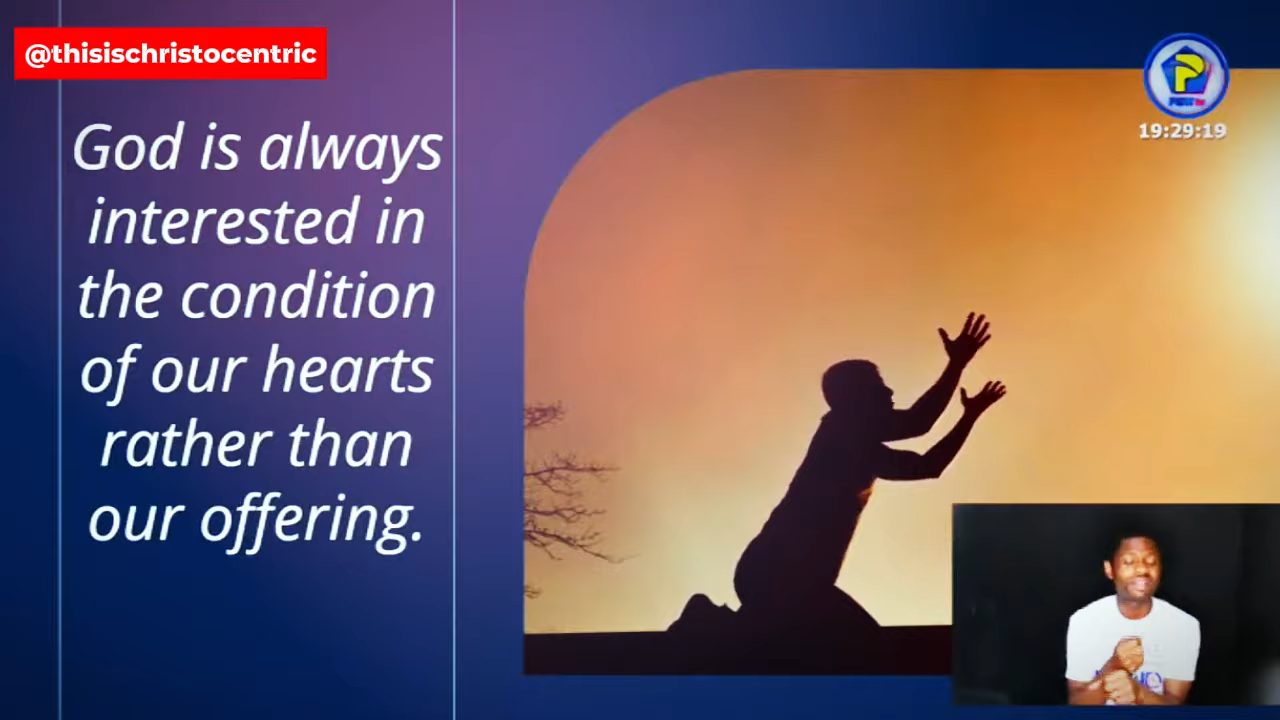 @thisischristocentric
God is always
interested in
the condition
of our hearts
rather than
our offering.
19:29:19